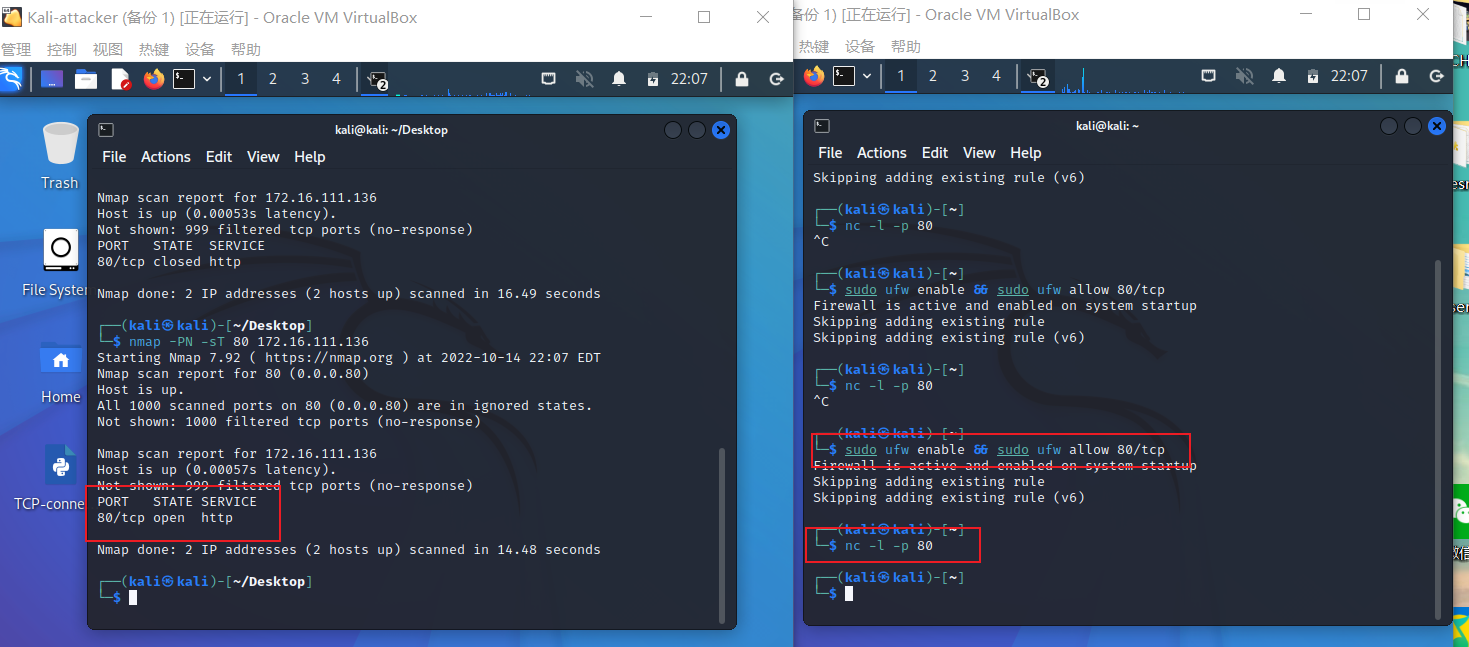 Kali-attacker (备份 1) [正在运行] - Oracle VM VirtualBox
管理 控制 视图 热键 设备 帮助
1 2 3 4 2 22:07
Trash
File Syste
Home
TCP-conne
kali@kali: ~/Desktop
File Actions Edit View Help
Nmap scan report for 172.16.111.136
Host is up (0.00053s latency).
Not shown: 999 filtered tcp ports (no-response)
PORT   STATE  SERVICE
80/tcp closed http
Nmap done: 2 IP addresses (2 hosts up) scanned in 16.49 seconds
┌──(kali㉿kali)-[~/Desktop]
└─$ nmap -PN -sT 80 172.16.111.136
Starting Nmap 7.92 ( https://nmap.org ) at 2022-10-14 22:07 EDT
Nmap scan report for 80 (0.0.0.80)
Host is up.
All 1000 scanned ports on 80 (0.0.0.80) are in ignored states.
Not shown: 1000 filtered tcp ports (no-response)
Nmap scan report for 172.16.111.136
Host is up (0.00057s latency).
Not shown: 999 filtered tcp ports (no-response)
PORT   STATE SERVICE
80/tcp open  http
Nmap done: 2 IP addresses (2 hosts up) scanned in 14.48 seconds
┌──(kali㉿kali)-[~/Desktop]
└─$
备份 1) [正在运行] - Oracle VM VirtualBox
热键 设备 帮助
1 2 3 4 2 22:07
kali@kali: ~
File Actions Edit View Help
Skipping adding existing rule (v6)
┌──(kali㉿kali)-[~]
└─$ nc -l -p 80
^C
┌──(kali㉿kali)-[~]
└─$ sudo ufw enable && sudo ufw allow 80/tcp
Firewall is active and enabled on system startup
Skipping adding existing rule
Skipping adding existing rule (v6)
┌──(kali㉿kali)-[~]
└─$ nc -l -p 80
^C
┌──(kali㉿kali)-[~]
└─$ sudo ufw enable && sudo ufw allow 80/tcp
Firewall is active and enabled on system startup
Skipping adding existing rule
Skipping adding existing rule (v6)
┌──(kali㉿kali)-[~]
└─$ nc -l -p 80
┌──(kali㉿kali)-[~]
└─$